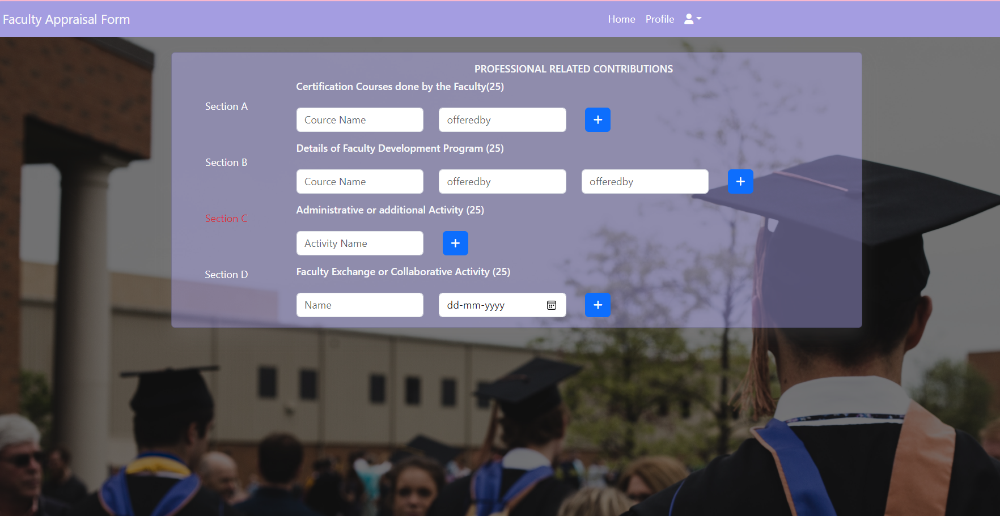 Faculty Appraisal Form
Home Profile
PROFESSIONAL RELATED CONTRIBUTIONS
Section A
Certification Courses done by the Faculty(25)
Cource Name offeredby +
Section B
Details of Faculty Development Program (25)
Cource Name offeredby offeredby +
Section C
Administrative or additional Activity (25)
Activity Name +
Section D
Faculty Exchange or Collaborative Activity (25)
Name dd-mm-yyyy +